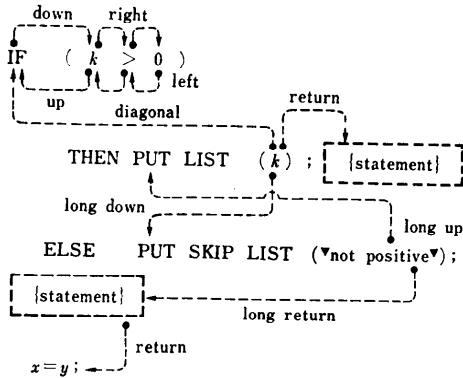 down right
IF ( k > 0 )
up left
diagonal return
THEN PUT LIST (k) ; {statement}
long down long up
ELSE PUT SKIP LIST (▼not positive▼);
{statement}
long return
return
x=y;